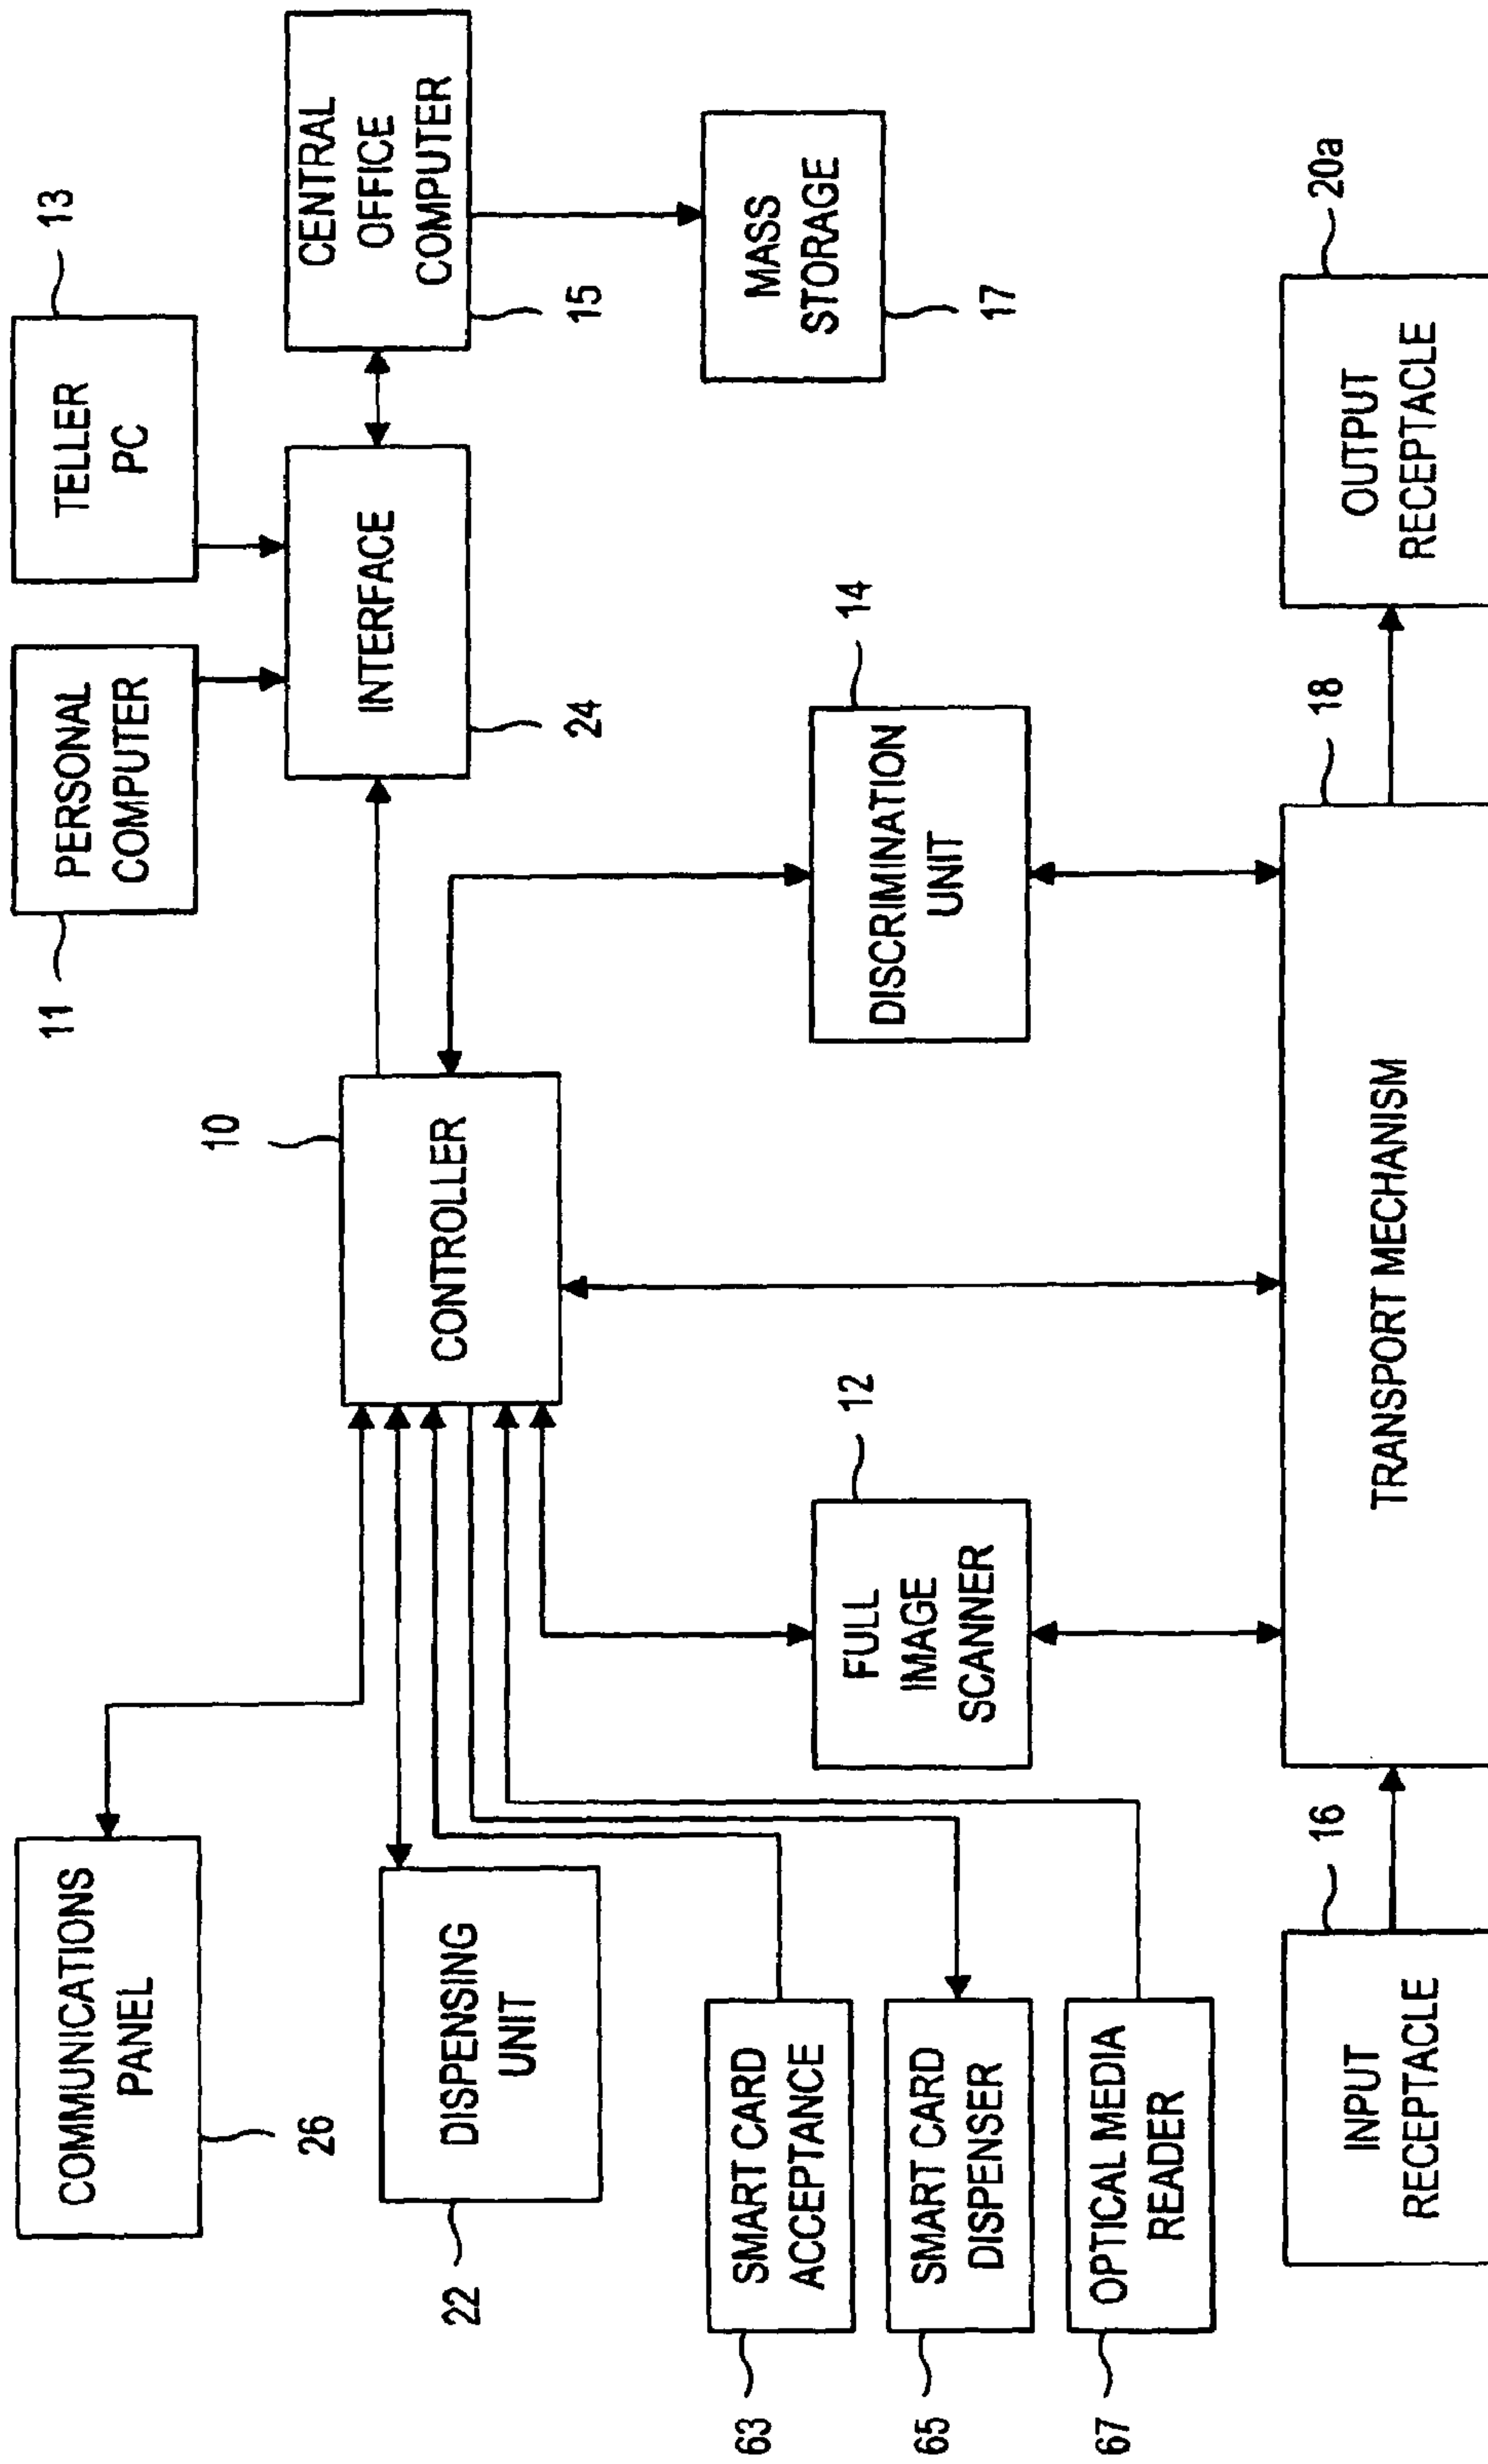 COMMUNICATIONS
PANEL
26
DISPENSING
UNIT
22
SMART CARD
ACCEPTANCE
63
SMART CARD
DISPENSER
65
OPTICAL MEDIA
READER
67
INPUT
RECEPTACLE
16
FULL
IMAGE
SCANNER
12
CONTROLLER
10
PERSONAL
COMPUTER
11
TELLER
PC
13
INTERFACE
24
CENTRAL
OFFICE
COMPUTER
15
MASS
STORAGE
17
DISCRIMINATION
UNIT
14
TRANSPORT MECHANISM
18
OUTPUT
RECEPTACLE
20a